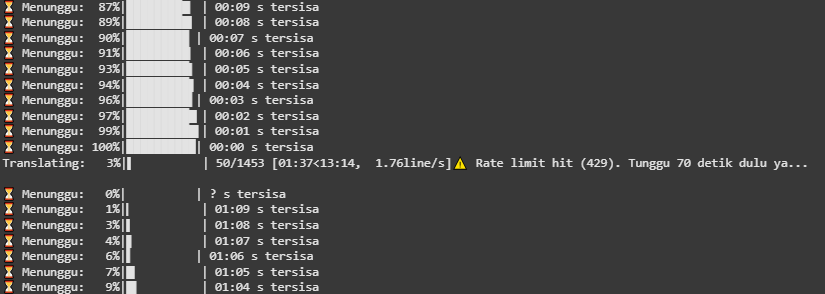 ⏳ Menunggu:  87%|████████▋ | 00:09 s tersisa
⏳ Menunggu:  89%|████████▊ | 00:08 s tersisa
⏳ Menunggu:  90%|█████████ | 00:07 s tersisa
⏳ Menunggu:  91%|█████████▏| 00:06 s tersisa
⏳ Menunggu:  93%|█████████▎| 00:05 s tersisa
⏳ Menunggu:  94%|█████████▍| 00:04 s tersisa
⏳ Menunggu:  96%|█████████▌| 00:03 s tersisa
⏳ Menunggu:  97%|█████████▋| 00:02 s tersisa
⏳ Menunggu:  99%|█████████▊| 00:01 s tersisa
⏳ Menunggu: 100%|██████████| 00:00 s tersisa
Translating:   3%|▎         | 50/1453 [01:37<13:14,  1.76line/s]⚠️ Rate limit hit (429). Tunggu 70 detik dulu ya...
⏳ Menunggu:   0%|          | ? s tersisa
⏳ Menunggu:   1%|▏         | 01:09 s tersisa
⏳ Menunggu:   3%|▎         | 01:08 s tersisa
⏳ Menunggu:   4%|▍         | 01:07 s tersisa
⏳ Menunggu:   6%|▌         | 01:06 s tersisa
⏳ Menunggu:   7%|▋         | 01:05 s tersisa
⏳ Menunggu:   9%|▊         | 01:04 s tersisa